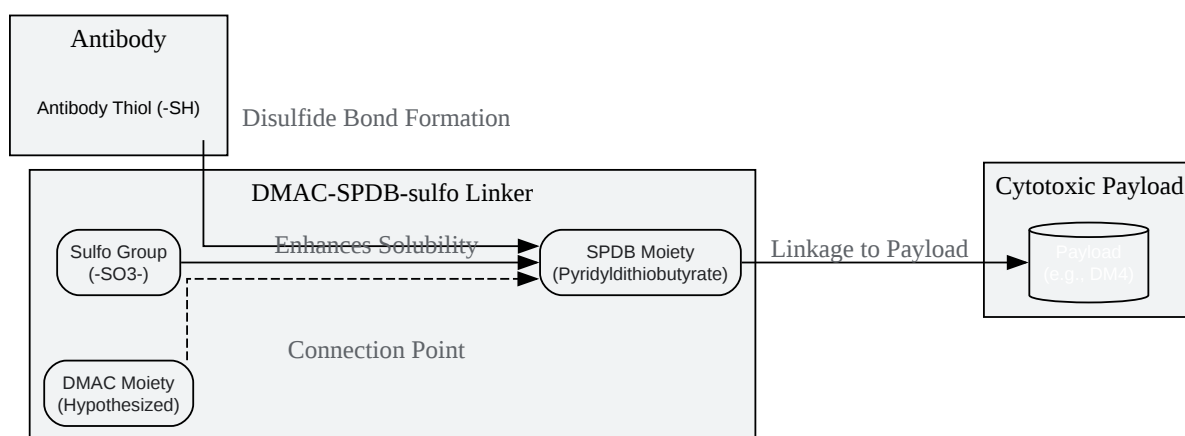 Antibody
Antibody Thiol (-SH)
Disulfide Bond Formation
DMAC-SPDB-sulfo Linker
Sulfo Group
(-SO3-)
Enhances Solubility
SPDB Moiety
(Pyridyldithiobutyrate)
Linkage to Payload
Cytotoxic Payload
Payload
(e.g., DM4)
Connection Point
DMAC Moiety
(Hypothesized)